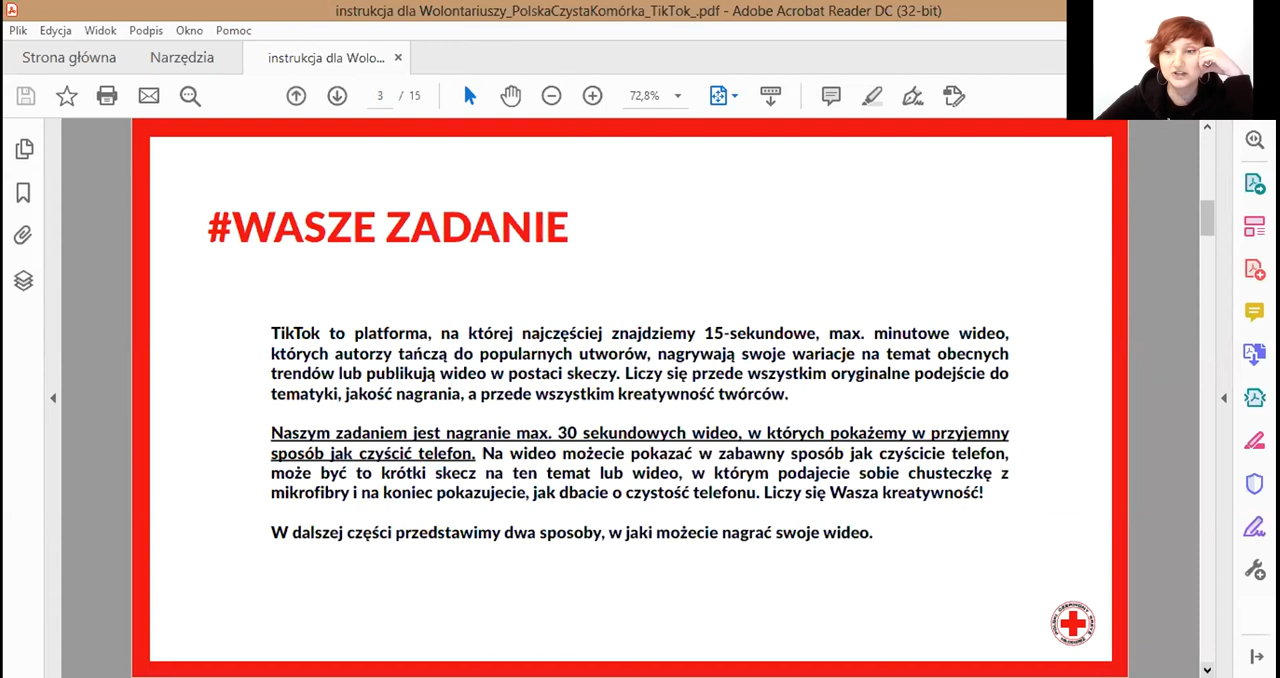 instrukcja dla Wolontariuszy_PolskaCzystaKomórka_TikTok_.pdf - Adobe Acrobat Reader DC (32-bit)
Plik Edycja Widok Podpis Okno Pomoc
Strona główna Narzędzia instrukcja dla Wolo... ×
3 / 15 72,8%
#WASZE ZADANIE
TikTok to platforma, na której najczęściej znajdziemy 15-sekundowe, max. minutowe wideo,
których autorzy tańczą do popularnych utworów, nagrywają swoje wariacje na temat obecnych
trendów lub publikują wideo w postaci skeczy. Liczy się przede wszystkim oryginalne podejście do
tematyki, jakość nagrania, a przede wszystkim kreatywność twórców.
Naszym zadaniem jest nagranie max. 30 sekundowych wideo, w których pokażemy w przyjemny
sposób jak czyścić telefon. Na wideo możecie pokazać w zabawny sposób jak czyścicie telefon,
może być to krótki skecz na ten temat lub wideo, w którym podajecie sobie chusteczkę z
mikrofibry i na koniec pokazujecie, jak dbacie o czystość telefonu. Liczy się Wasza kreatywność!
W dalszej części przedstawimy dwa sposoby, w jaki możecie nagrać swoje wideo.
POLSKI CZERWONY KRZYŻ